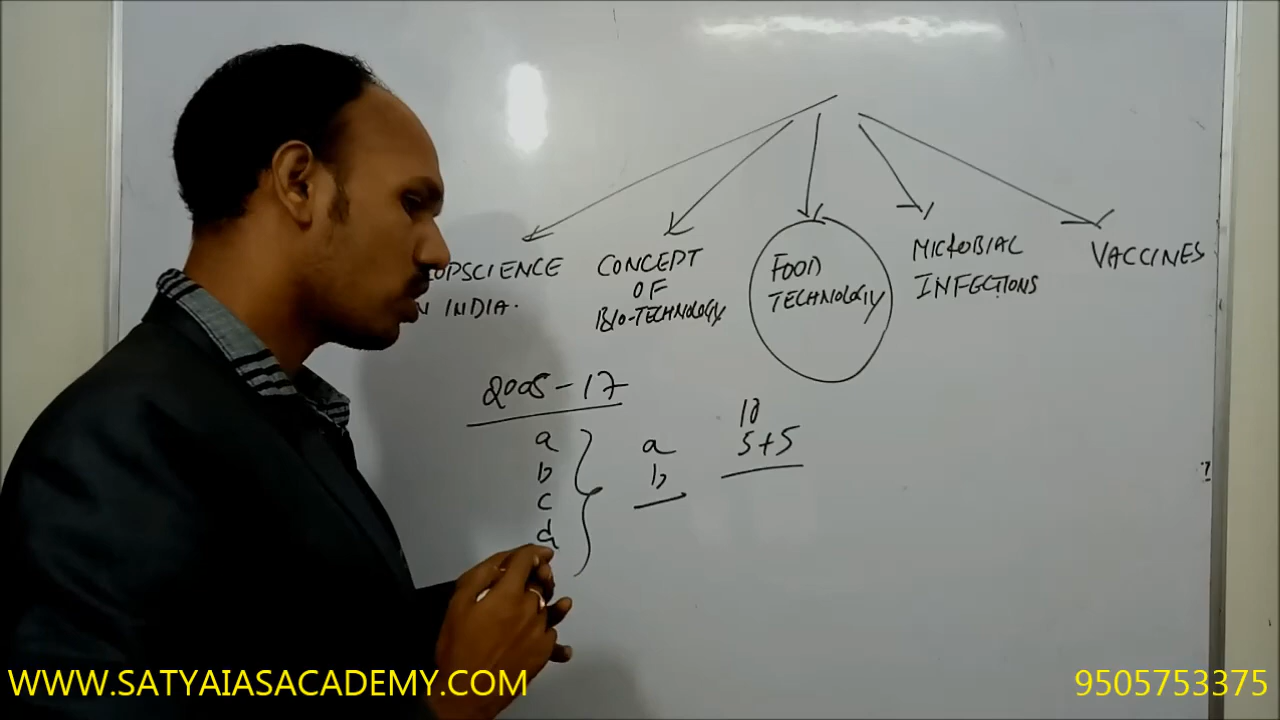 INDIA.
CONCEPT
OF
BIO-TECHNOLOGY
FOOD
TECHNOLOGY
MICROBIAL
INFECTIONS
VACCINES
2005-17
a
b
c
d
a
b
10
5+5
?
WWW.SATYAIASACADEMY.COM
9505753375